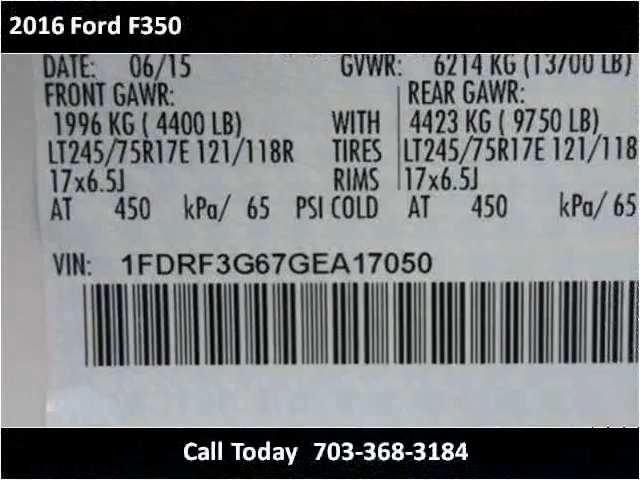 2016 Ford F350
DATE: 06/15 GVWR: 6214 KG (13700 LB)
FRONT GAWR: REAR GAWR:
1996 KG ( 4400 LB) WITH 4423 KG ( 9750 LB)
LT245/75R17E 121/118R TIRES LT245/75R17E 121/118
17x6.5J RIMS 17x6.5J
AT 450 kPa/ 65 PSI COLD AT 450 kPa/ 65
VIN: 1FDRF3G67GEA17050
Call Today 703-368-3184